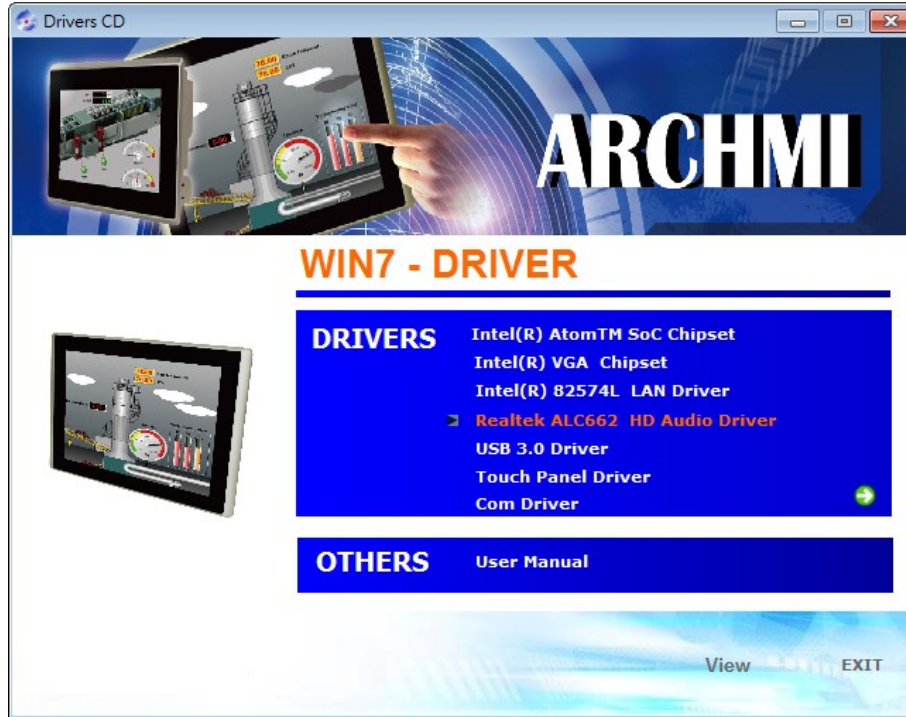 Drivers CD
ARCHMI
WIN7 - DRIVER
DRIVERS
Intel(R) AtomTM SoC Chipset
Intel(R) VGA Chipset
Intel(R) 82574L LAN Driver
Realtek ALC662 HD Audio Driver
USB 3.0 Driver
Touch Panel Driver
Com Driver
OTHERS
User Manual
View
EXIT